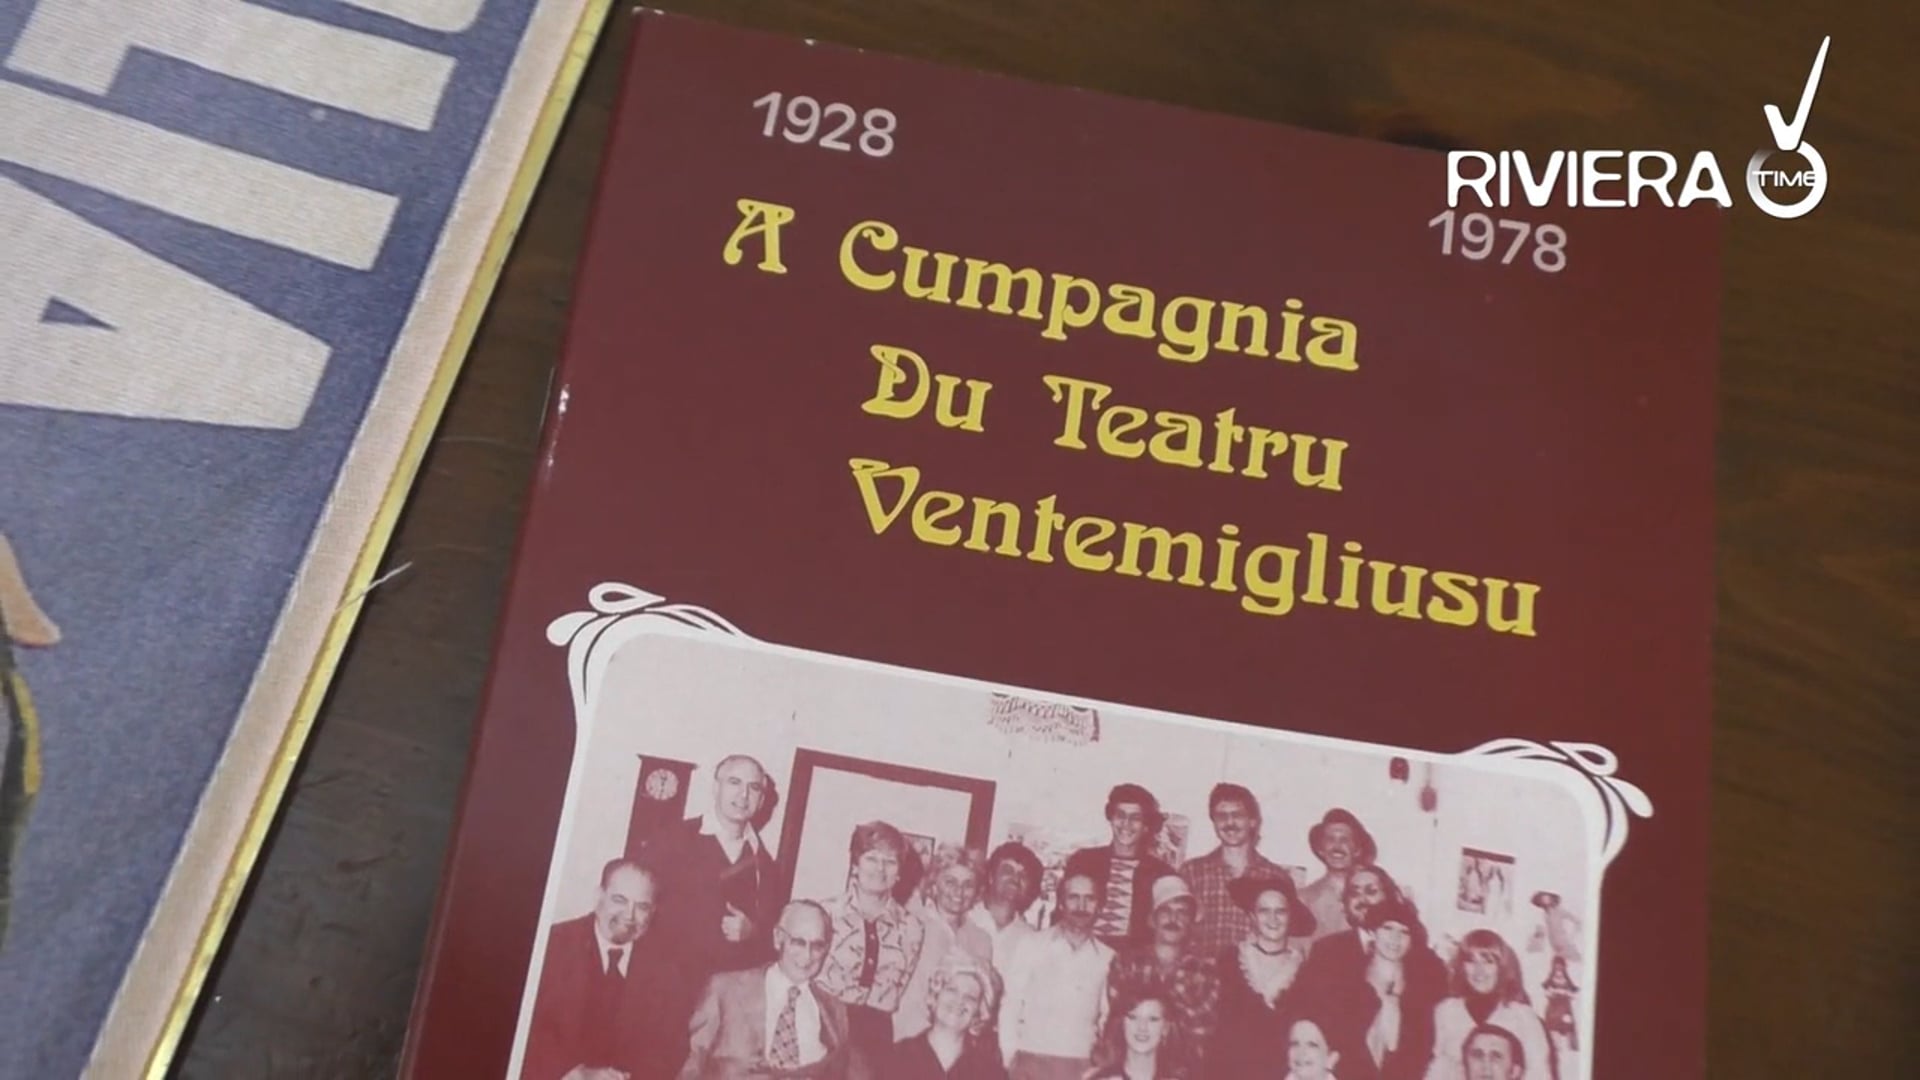 1928
1978
RIVIERA TIME
A Cumpagnia
Du Teatru
Ventemigliusu